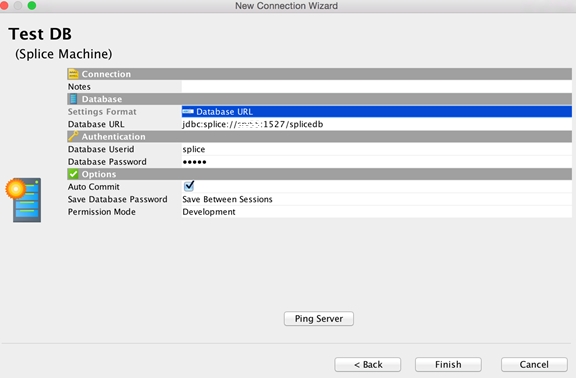 New Connection Wizard
Test DB
(Splice Machine)
Connection
Notes
Database
Settings Format Database URL
Database URL jdbc:splice:// :1527/splicedb
Authentication
Database Userid splice
Database Password •••••
Options
Auto Commit
Save Database Password Save Between Sessions
Permission Mode Development
Ping Server
< Back Finish Cancel